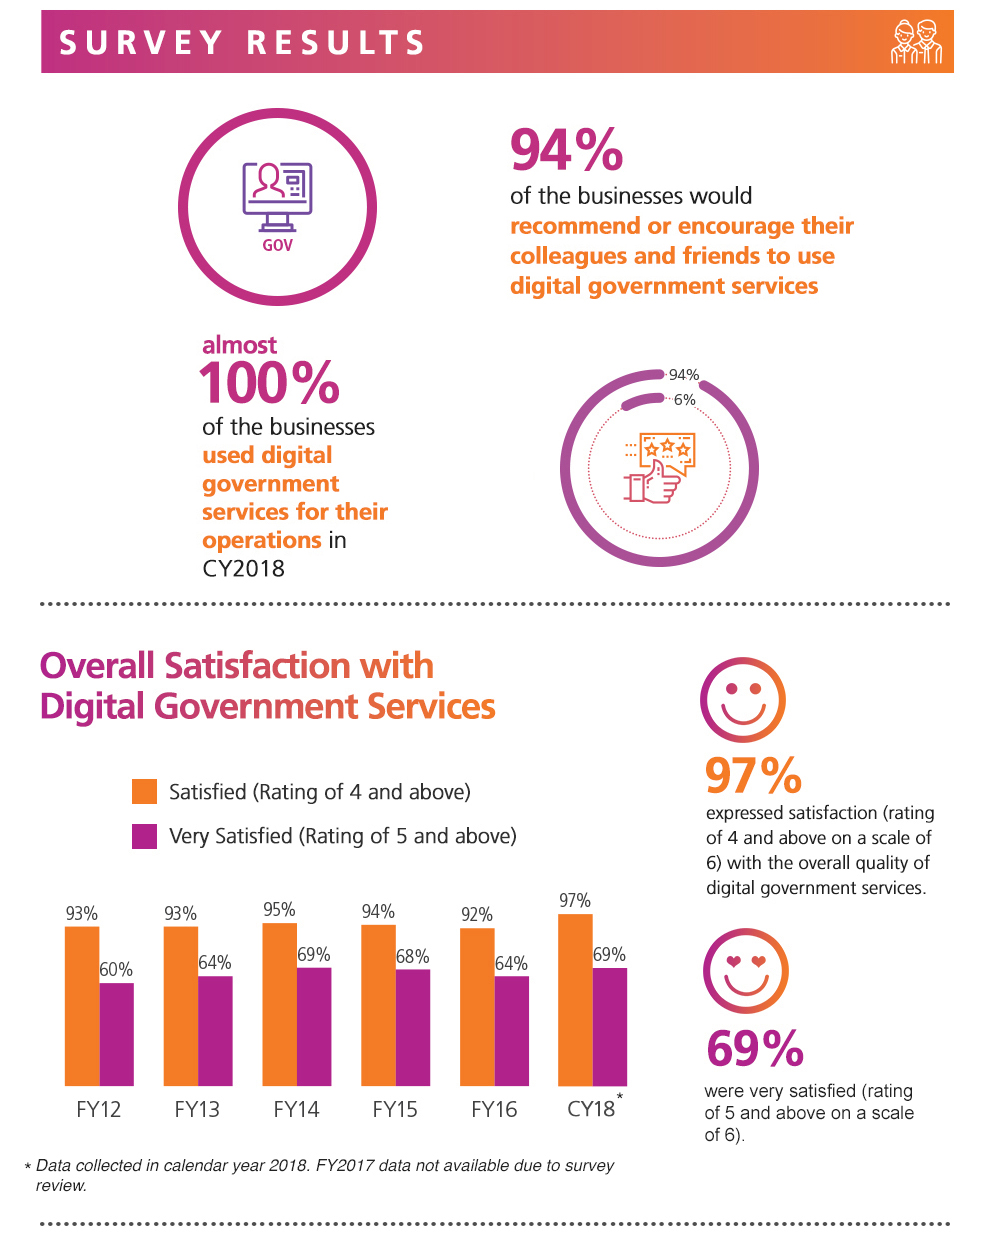 SURVEY RESULTS
GOV
almost
100%
of the businesses
used digital
government
services for their
operations in
CY2018
94%
of the businesses would
recommend or encourage their
colleagues and friends to use
digital government services
94%
6%
Overall Satisfaction with
Digital Government Services
Satisfied (Rating of 4 and above)
Very Satisfied (Rating of 5 and above)
93% 60% 93% 64% 95% 69% 94% 68% 92% 64% 97% 69%
FY12 FY13 FY14 FY15 FY16 CY18*
* Data collected in calendar year 2018. FY2017 data not available due to survey
review.
97%
expressed satisfaction (rating
of 4 and above on a scale of
6) with the overall quality of
digital government services.
69%
were very satisfied (rating
of 5 and above on a scale
of 6).